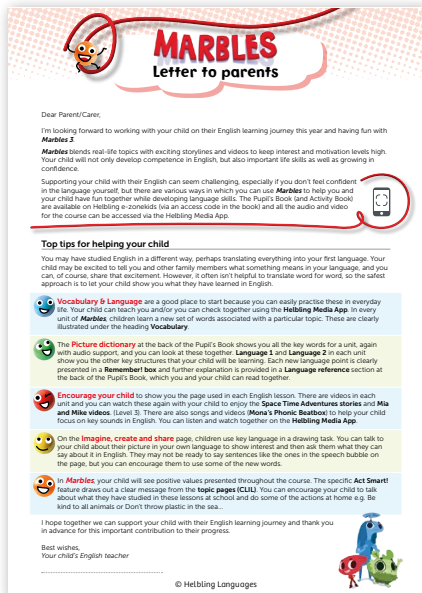 MARBLES
Letter to parents
Dear Parent/Carer,
I'm looking forward to working with your child on their English learning journey this year and having fun with
Marbles 3.
Marbles blends real-life topics with exciting storylines and videos to keep interest and motivation levels high.
Your child will not only develop competence in English, but also important life skills as well as growing in
confidence.
Supporting your child with their English can seem challenging, especially if you don't feel confident
in the language yourself, but there are various ways in which you can use Marbles to help you and
your child have fun together while developing language skills. The Pupil's Book (and Activity Book)
are available on Helbling e-zonekids (via an access code in the book) and all the audio and video
for the course can be accessed via the Helbling Media App.
Top tips for helping your child
You may have studied English in a different way, perhaps translating everything into your first language. Your
child may be excited to tell you and other family members what something means in your language, and you
can, of course, share that excitement. However, it often isn't helpful to translate word for word, so the safest
approach is to let your child show you what they have learned in English.
Vocabulary & Language are a good place to start because you can easily practise these in everyday
life. Your child can teach you and/or you can check together using the Helbling Media App. In every
unit of Marbles, children learn a new set of words associated with a particular topic. These are clearly
illustrated under the heading Vocabulary.
The Picture dictionary at the back of the Pupil's Book shows you all the key words for a unit, again
with audio support, and you can look at these together. Language 1 and Language 2 in each unit
show you the other key structures that your child will be learning. Each new language point is clearly
presented in a Remember! box and further explanation is provided in a Language reference section at
the back of the Pupil's Book, which you and your child can read together.
Encourage your child to show you the page used in each English lesson. There are videos in each
unit and you can watch these again with your child to enjoy the Space Time Adventures stories and Mia
and Mike videos. (Level 3). There are also songs and videos (Mona's Phonic Beatbox) to help your child
focus on key sounds in English. You can listen and watch together on the Helbling Media App.
On the Imagine, create and share page, children use key language in a drawing task. You can talk to
your child about their picture in your own language to show interest and then ask them what they can
say about it in English. They may not be ready to say sentences like the ones in the speech bubble on
the page, but you can encourage them to use some of the new words.
In Marbles, your child will see positive values presented throughout the course. The specific Act Smart!
feature draws out a clear message from the topic pages (CLIL). You can encourage your child to talk
about what they have studied in these lessons at school and do some of the actions at home e.g. Be
kind to all animals or Don't throw plastic in the sea...
I hope together we can support your child with their English learning journey and thank you
in advance for this important contribution to their progress.
Best wishes,
Your child's English teacher
© Helbling Languages